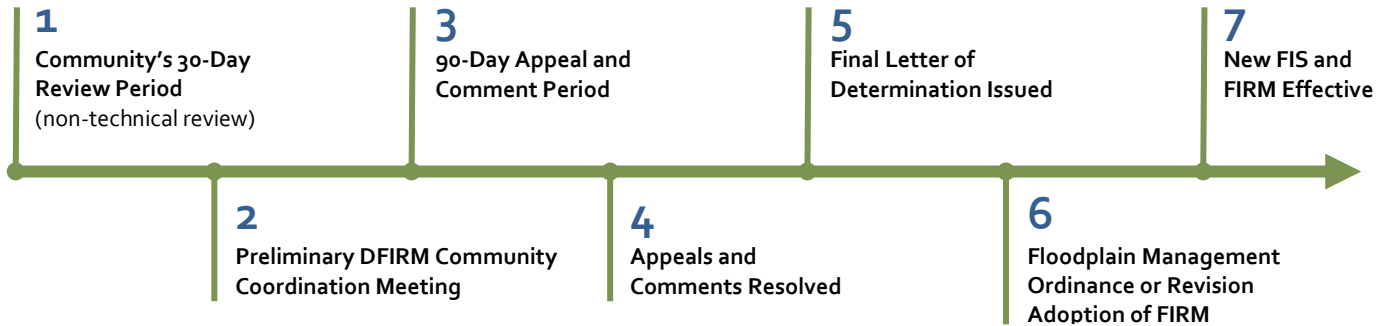 1
Community's 30-Day
Review Period
(non-technical review)
2
Preliminary DFIRM Community
Coordination Meeting
3
90-Day Appeal and
Comment Period
4
Appeals and
Comments Resolved
5
Final Letter of
Determination Issued
6
Floodplain Management
Ordinance or Revision
Adoption of FIRM
7
New FIS and
FIRM Effective